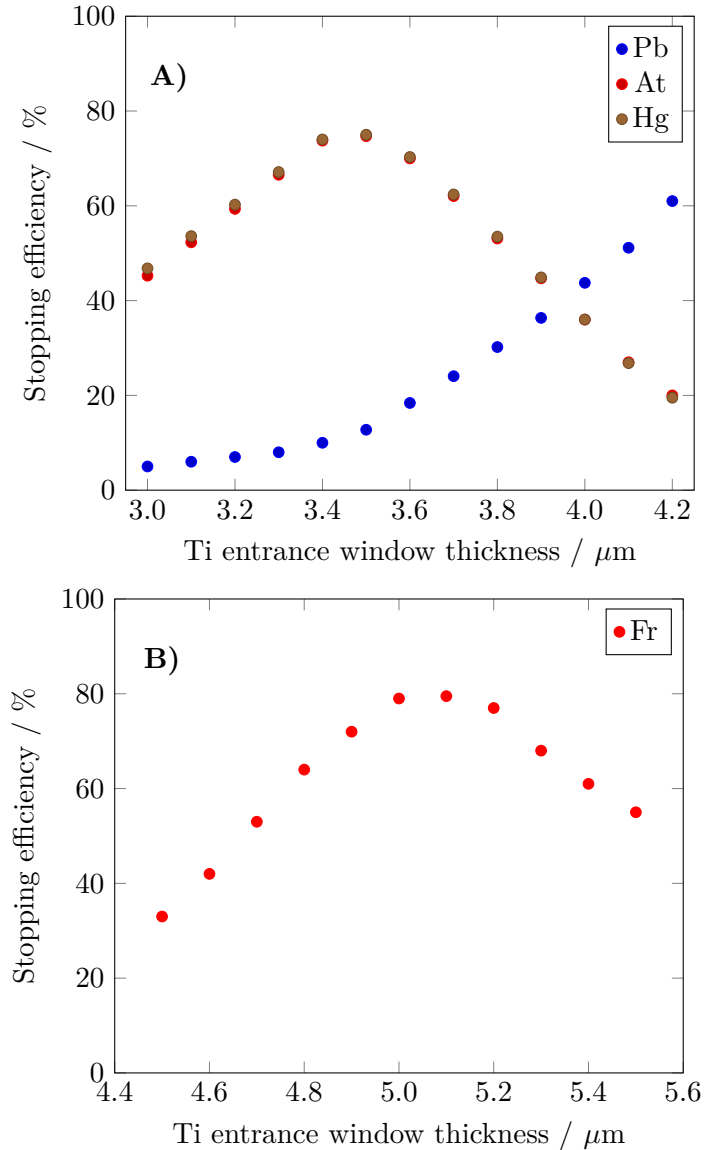 A)
Pb
At
Hg
Stopping efficiency / %
100
80
60
40
20
0
3.0 3.2 3.4 3.6 3.8 4.0 4.2
Ti entrance window thickness / μm
B)
Fr
Stopping efficiency / %
100
80
60
40
20
0
4.4 4.6 4.8 5.0 5.2 5.4 5.6
Ti entrance window thickness / μm